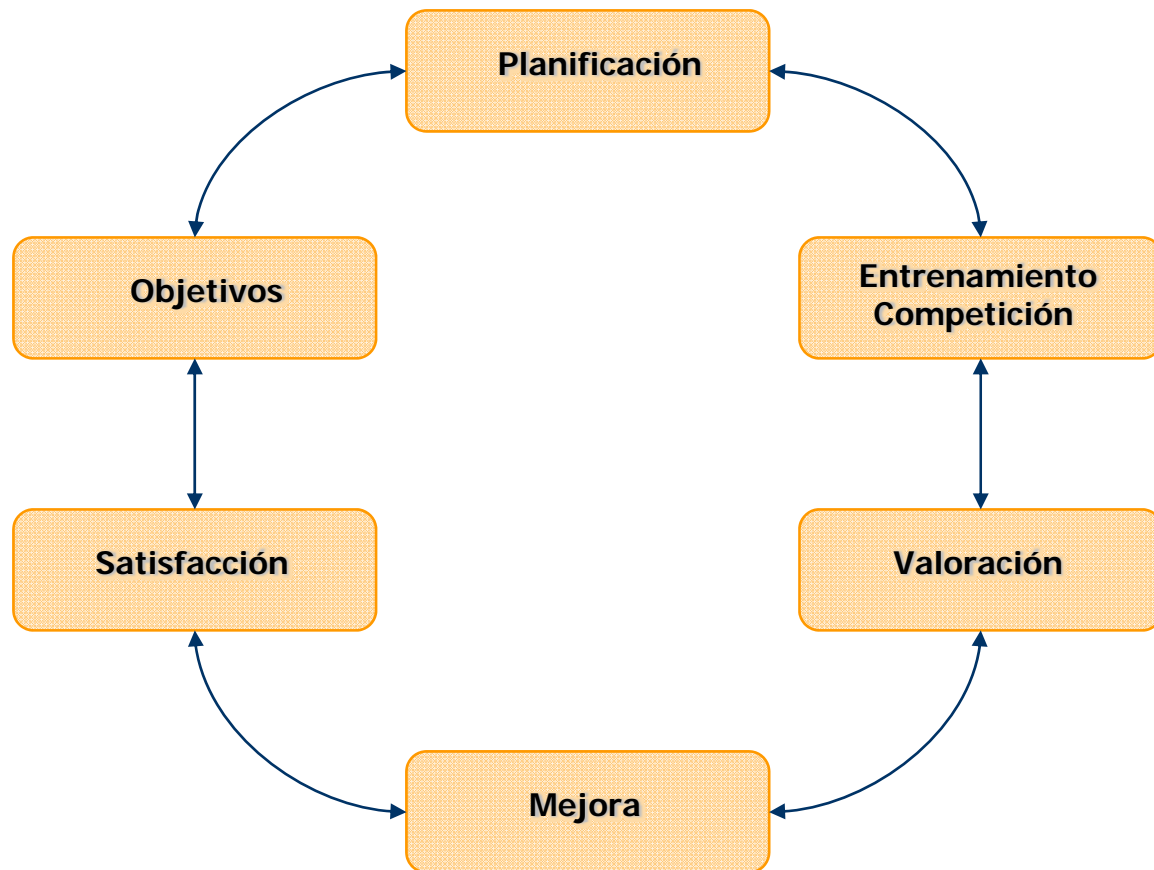 Planificación
Objetivos
Entrenamiento
Competición
Satisfacción
Valoración
Mejora